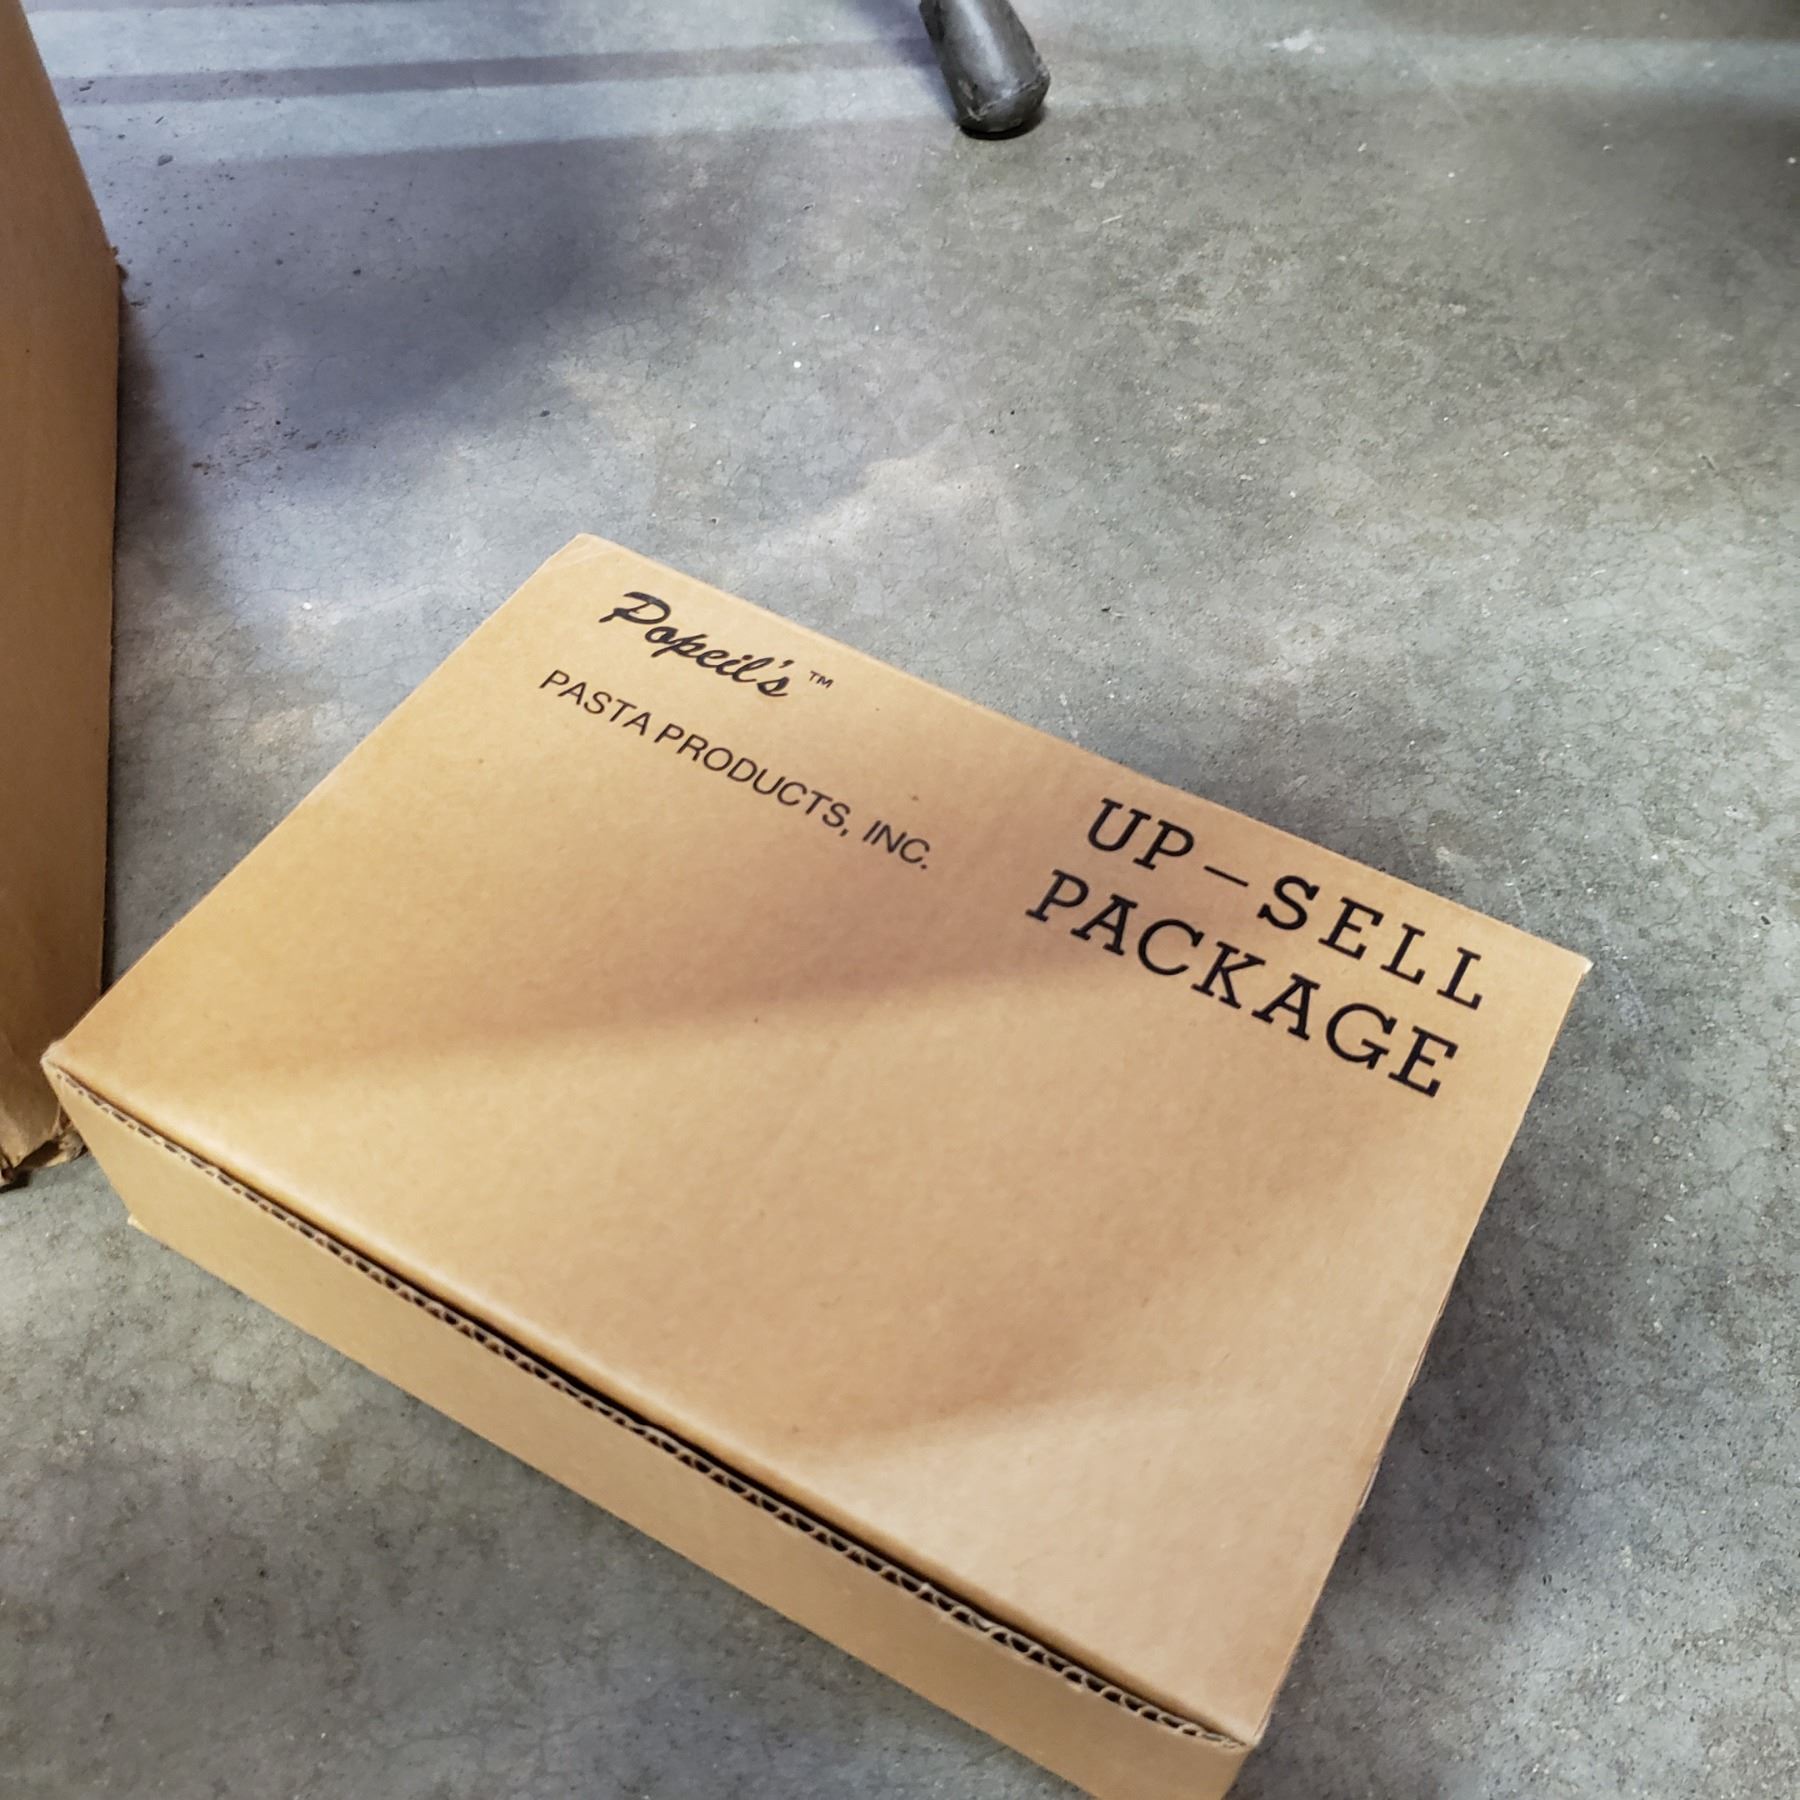 Popeil's™
PASTA PRODUCTS, INC.
UP-SELL
PACKAGE